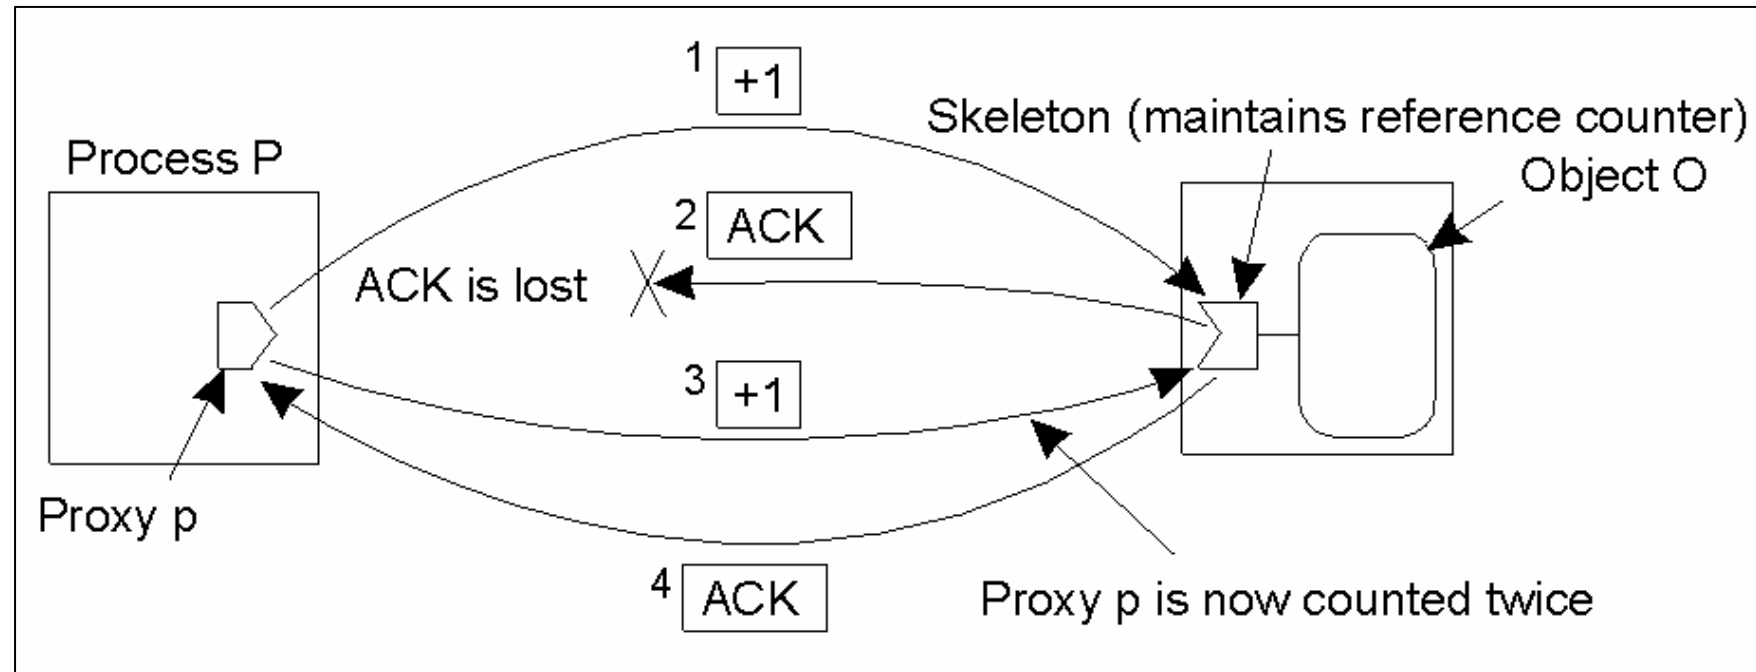 1 +1
Skeleton (maintains reference counter)
Process P
Object O
2 ACK
ACK is lost
3 +1
Proxy p
4 ACK
Proxy p is now counted twice